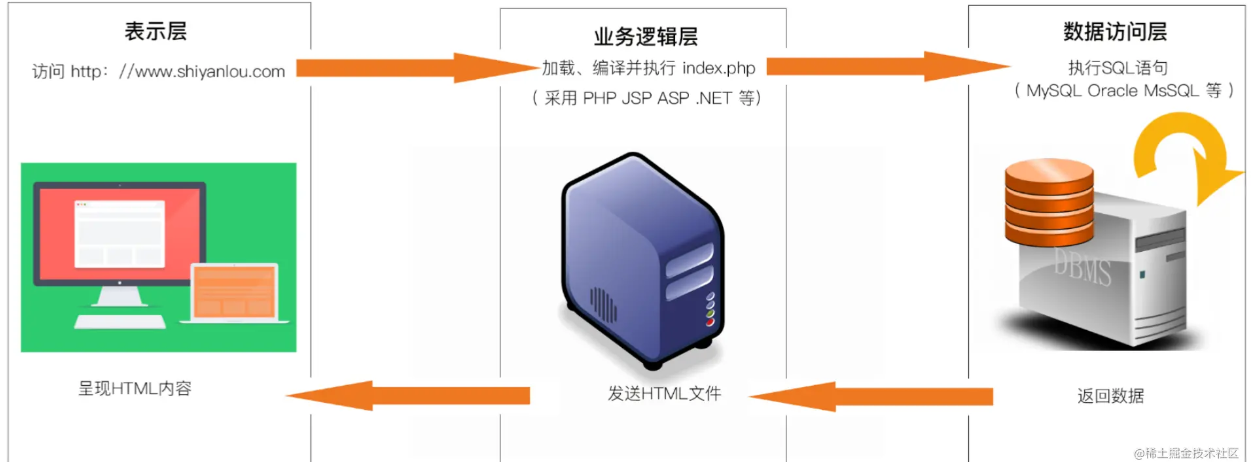 表示层
访问 http：//www.shiyanlou.com
呈现HTML内容
业务逻辑层
加载、编译并执行 index.php
（ 采用 PHP JSP ASP .NET 等）
发送HTML文件
数据访问层
执行SQL语句
（ MySQL Oracle MsSQL 等 ）
DBMS
返回数据
@稀土掘金技术社区